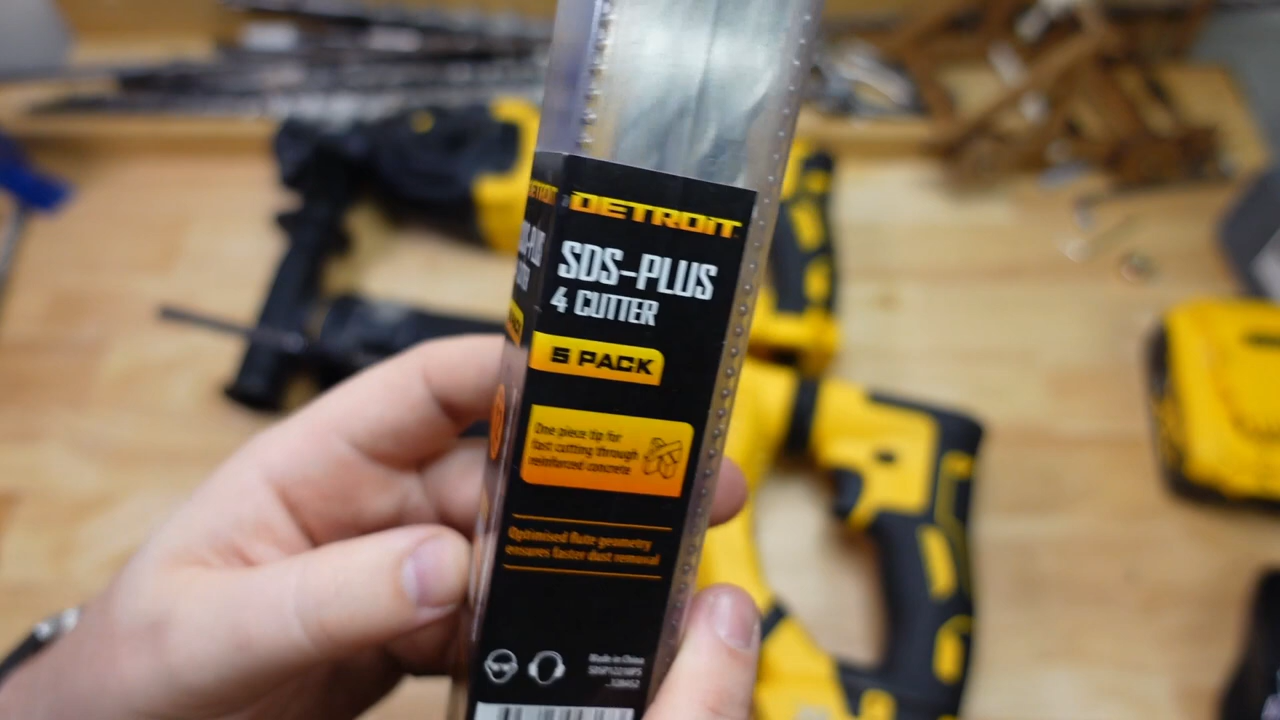 DETROIT
SDS-PLUS
4 CUTTER
5 PACK
One piece tip for
fast cutting through
reinforced concrete
Optimised flute geometry
ensures faster dust removal
Made in China